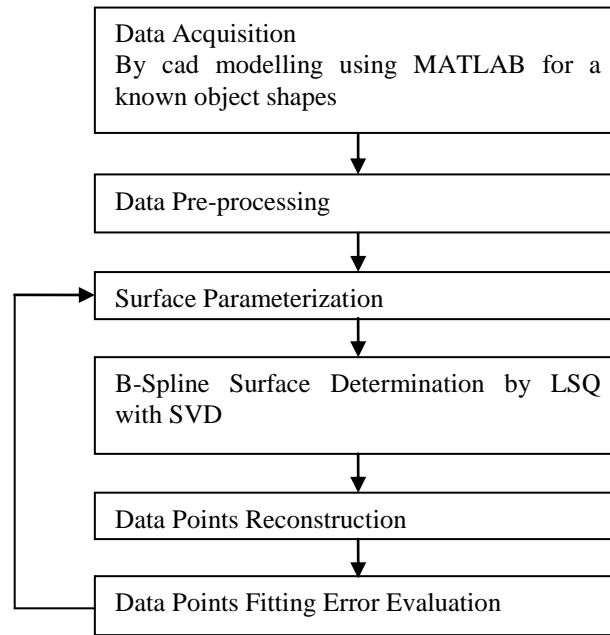 Data Acquisition
By cad modelling using MATLAB for a
known object shapes
Data Pre-processing
Surface Parameterization
B-Spline Surface Determination by LSQ
with SVD
Data Points Reconstruction
Data Points Fitting Error Evaluation